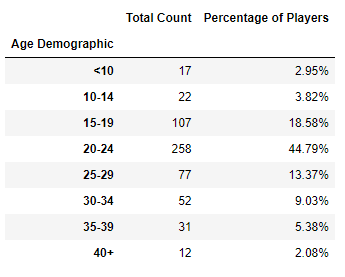 Total Count Percentage of Players
Age Demographic
<10 17 2.95%
10-14 22 3.82%
15-19 107 18.58%
20-24 258 44.79%
25-29 77 13.37%
30-34 52 9.03%
35-39 31 5.38%
40+ 12 2.08%